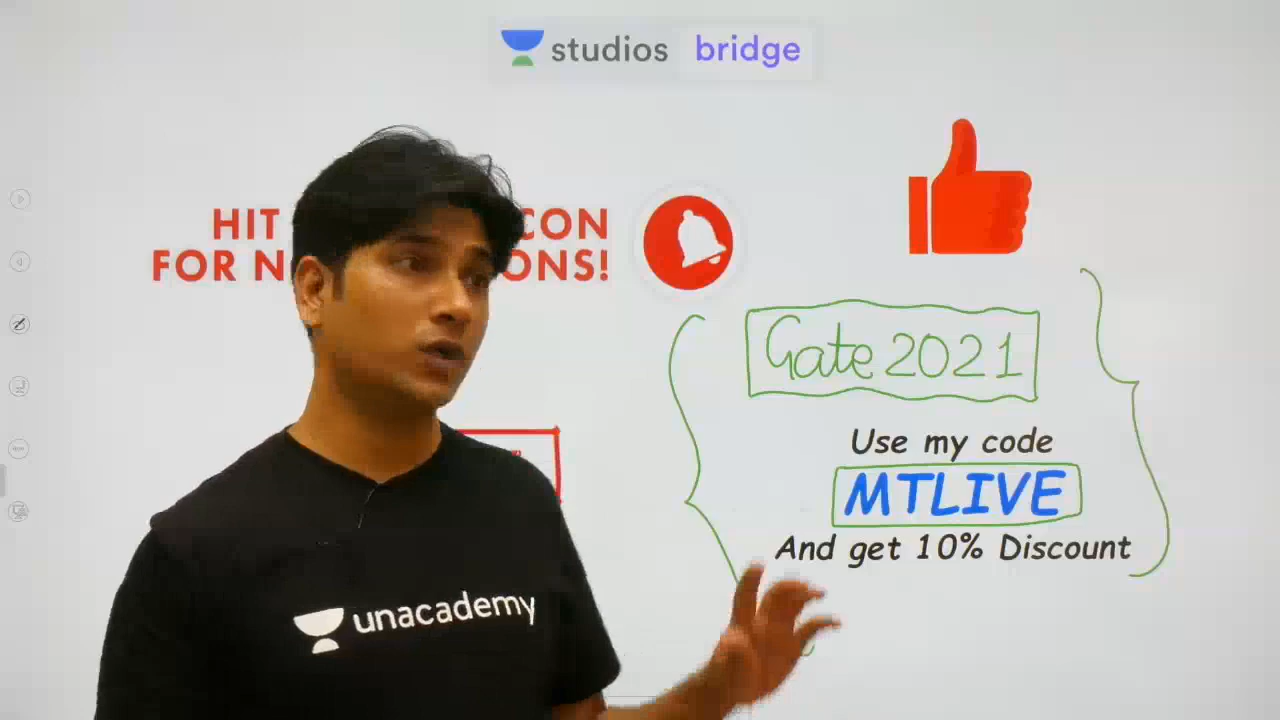 studios bridge
HIT CON
FOR N ONS!
Gate 2021
Use my code
MTLIVE
And get 10% Discount
unacademy